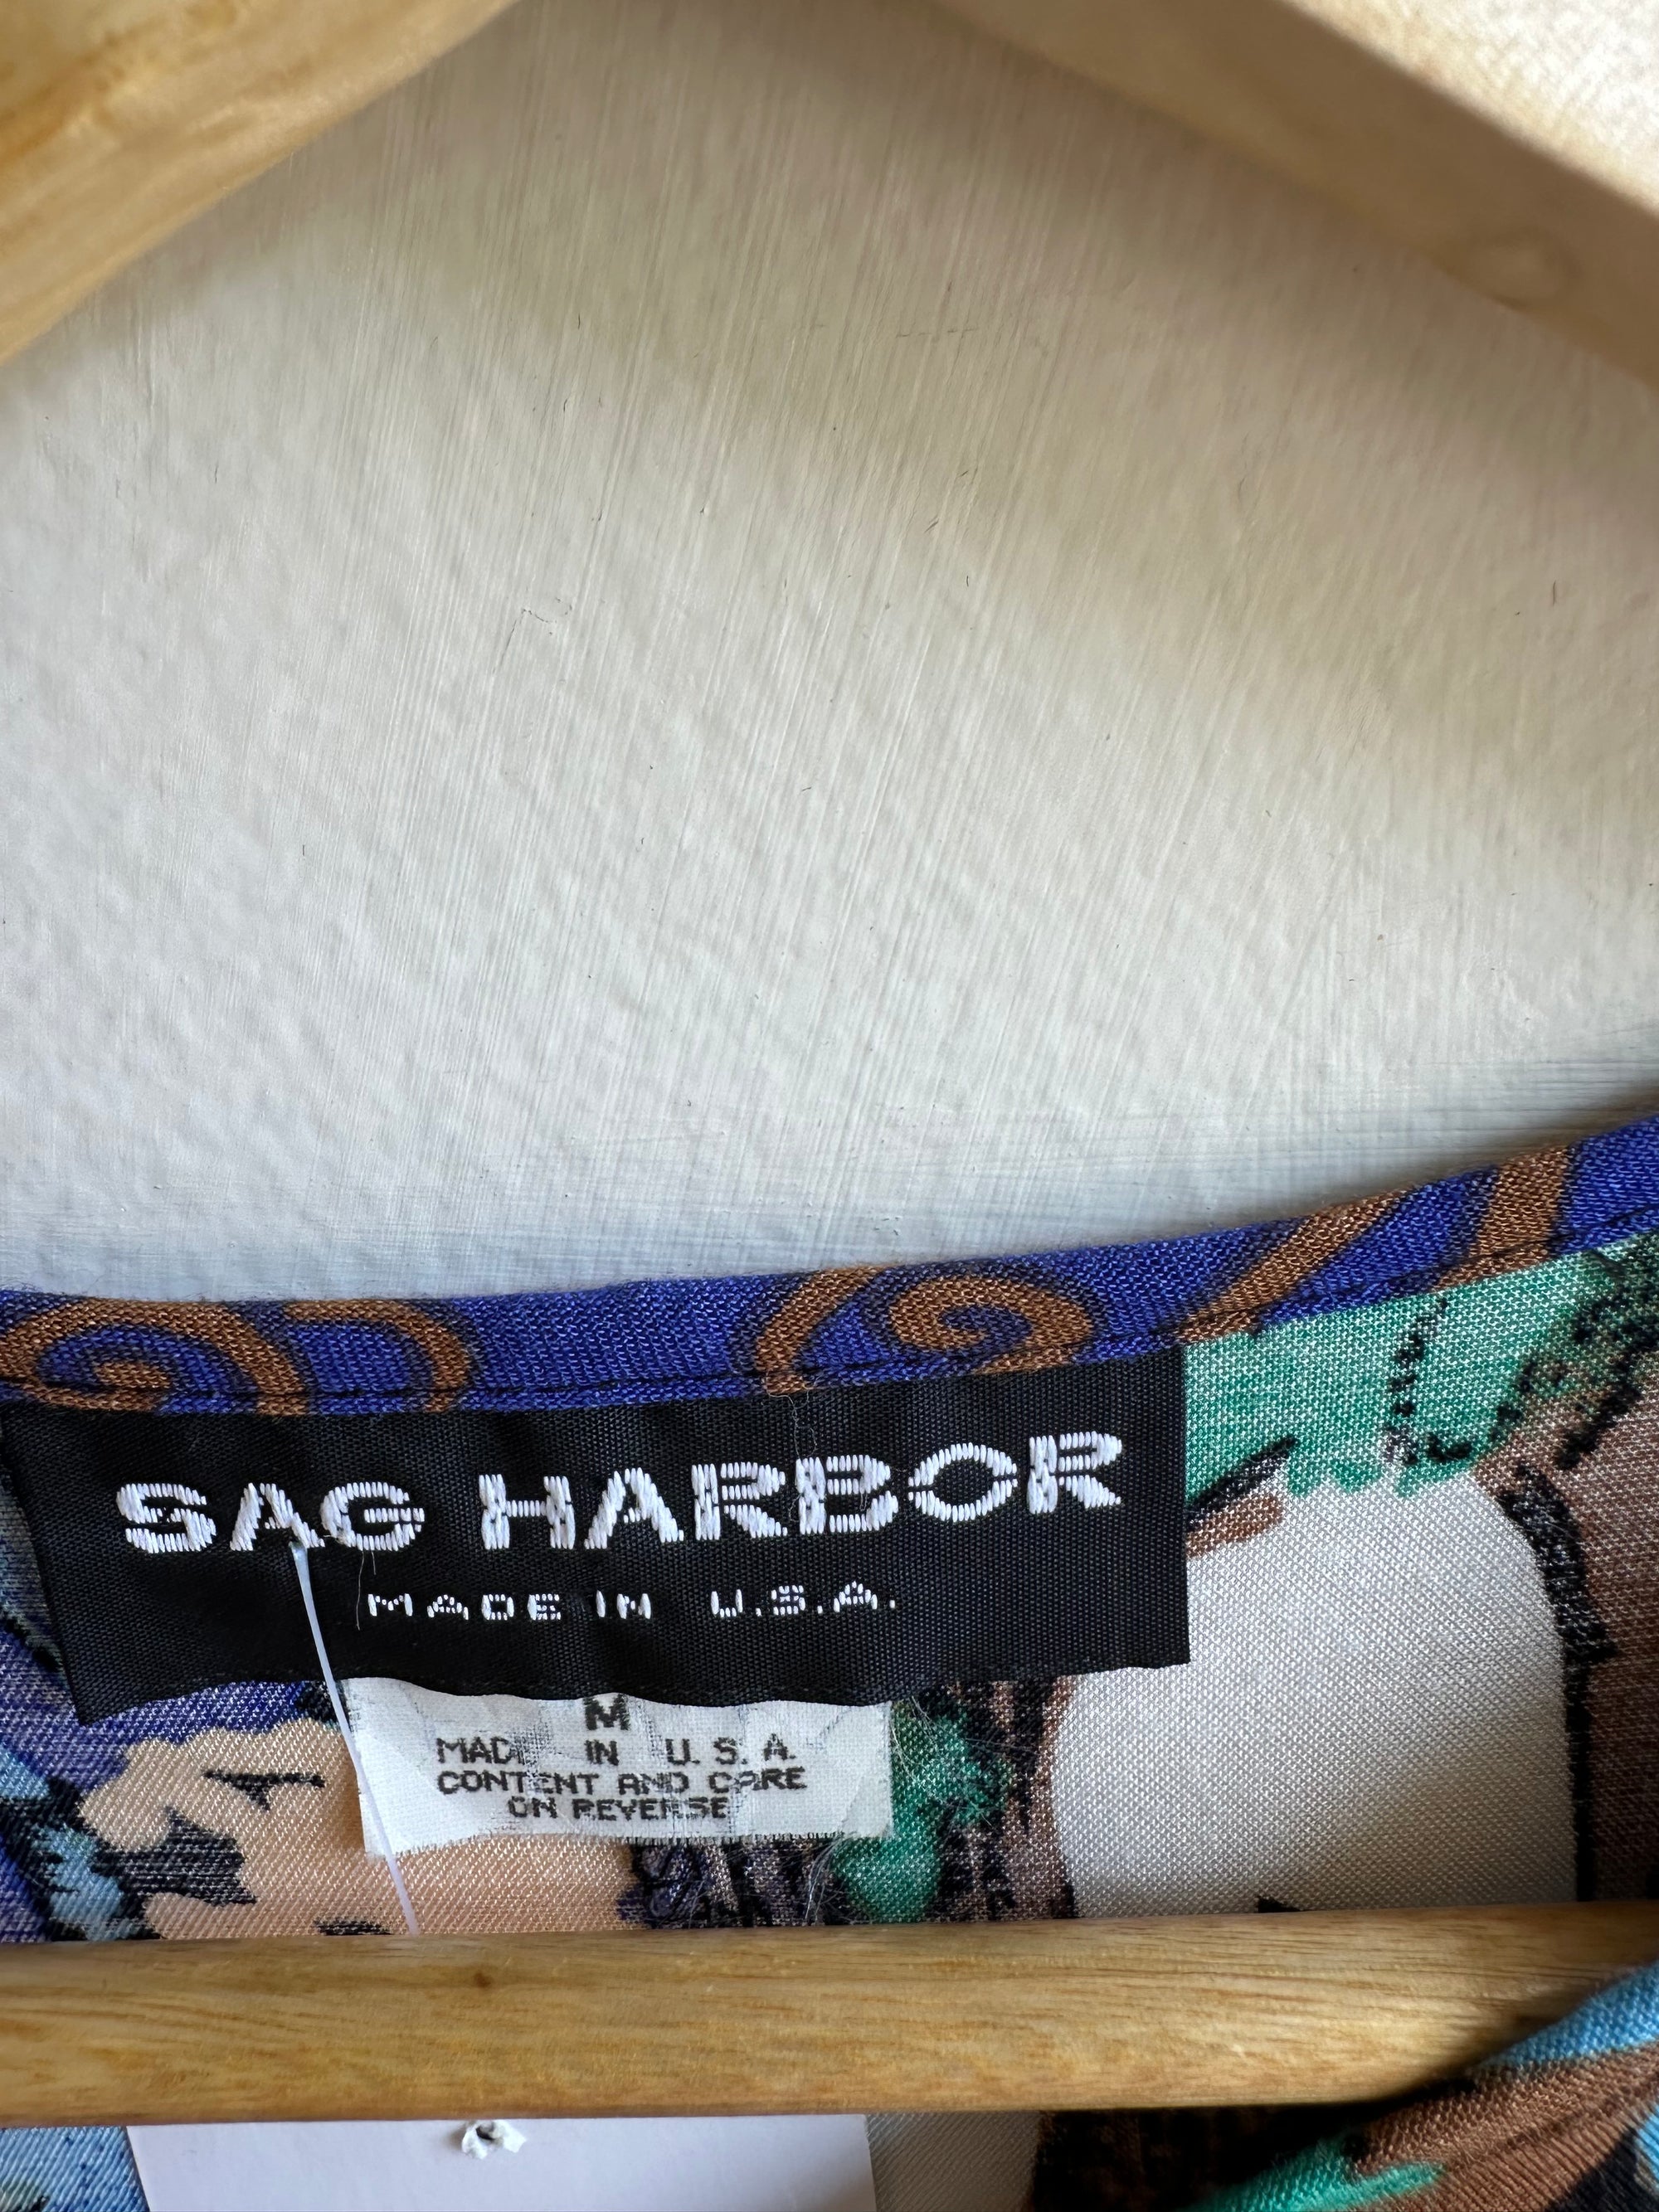 SAG HARBOR
MADE IN U.S.A.
M
MADE IN U. S. A.
CONTENT AND CARE
ON REVERSE